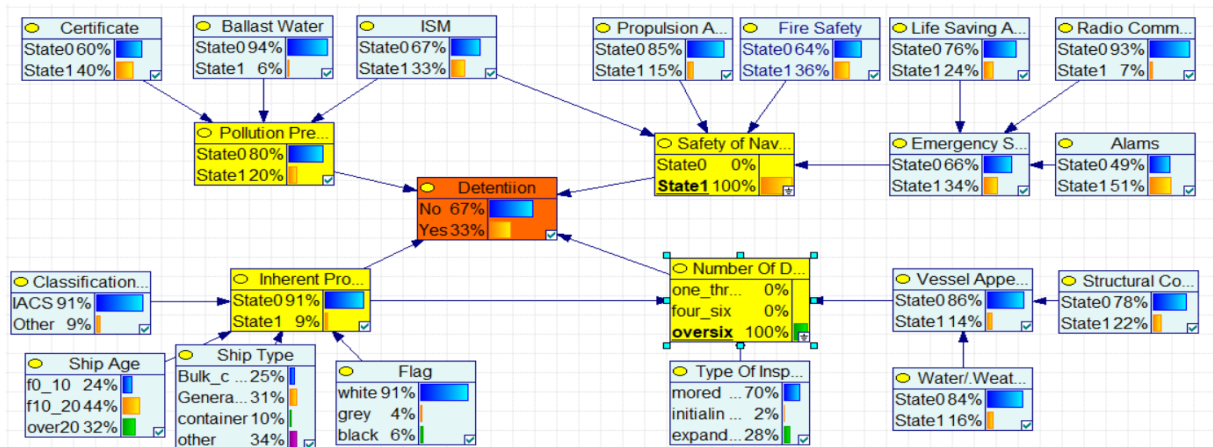 Certificate
State0 60%
State1 40%
Ballast Water
State0 94%
State1 6%
ISM
State0 67%
State1 33%
Propulsion A...
State0 85%
State1 15%
Fire Safety
State0 64%
State1 36%
Life Saving A...
State0 76%
State1 24%
Radio Comm...
State0 93%
State1 7%
Pollution Pre...
State0 80%
State1 20%
Safety of Nav...
State0 0%
State1 100%
Emergency S...
State0 66%
State1 34%
Alams
State0 49%
State1 51%
Detentiion
No 67%
Yes 33%
Classification...
IACS 91%
Other 9%
Inherent Pro...
State0 91%
State1 9%
Number Of D...
one_thr... 0%
four_six 0%
oversix 100%
Vessel Appe...
State0 86%
State1 14%
Structural Co...
State0 78%
State1 22%
Ship Age
f0_10 24%
f10_20 44%
over20 32%
Ship Type
Bulk_c ... 25%
Genera... 31%
container 10%
other 34%
Flag
white 91%
grey 4%
black 6%
Type Of Insp...
mored ... 70%
initialin ... 2%
expand... 28%
Water/.Weat...
State0 84%
State1 16%